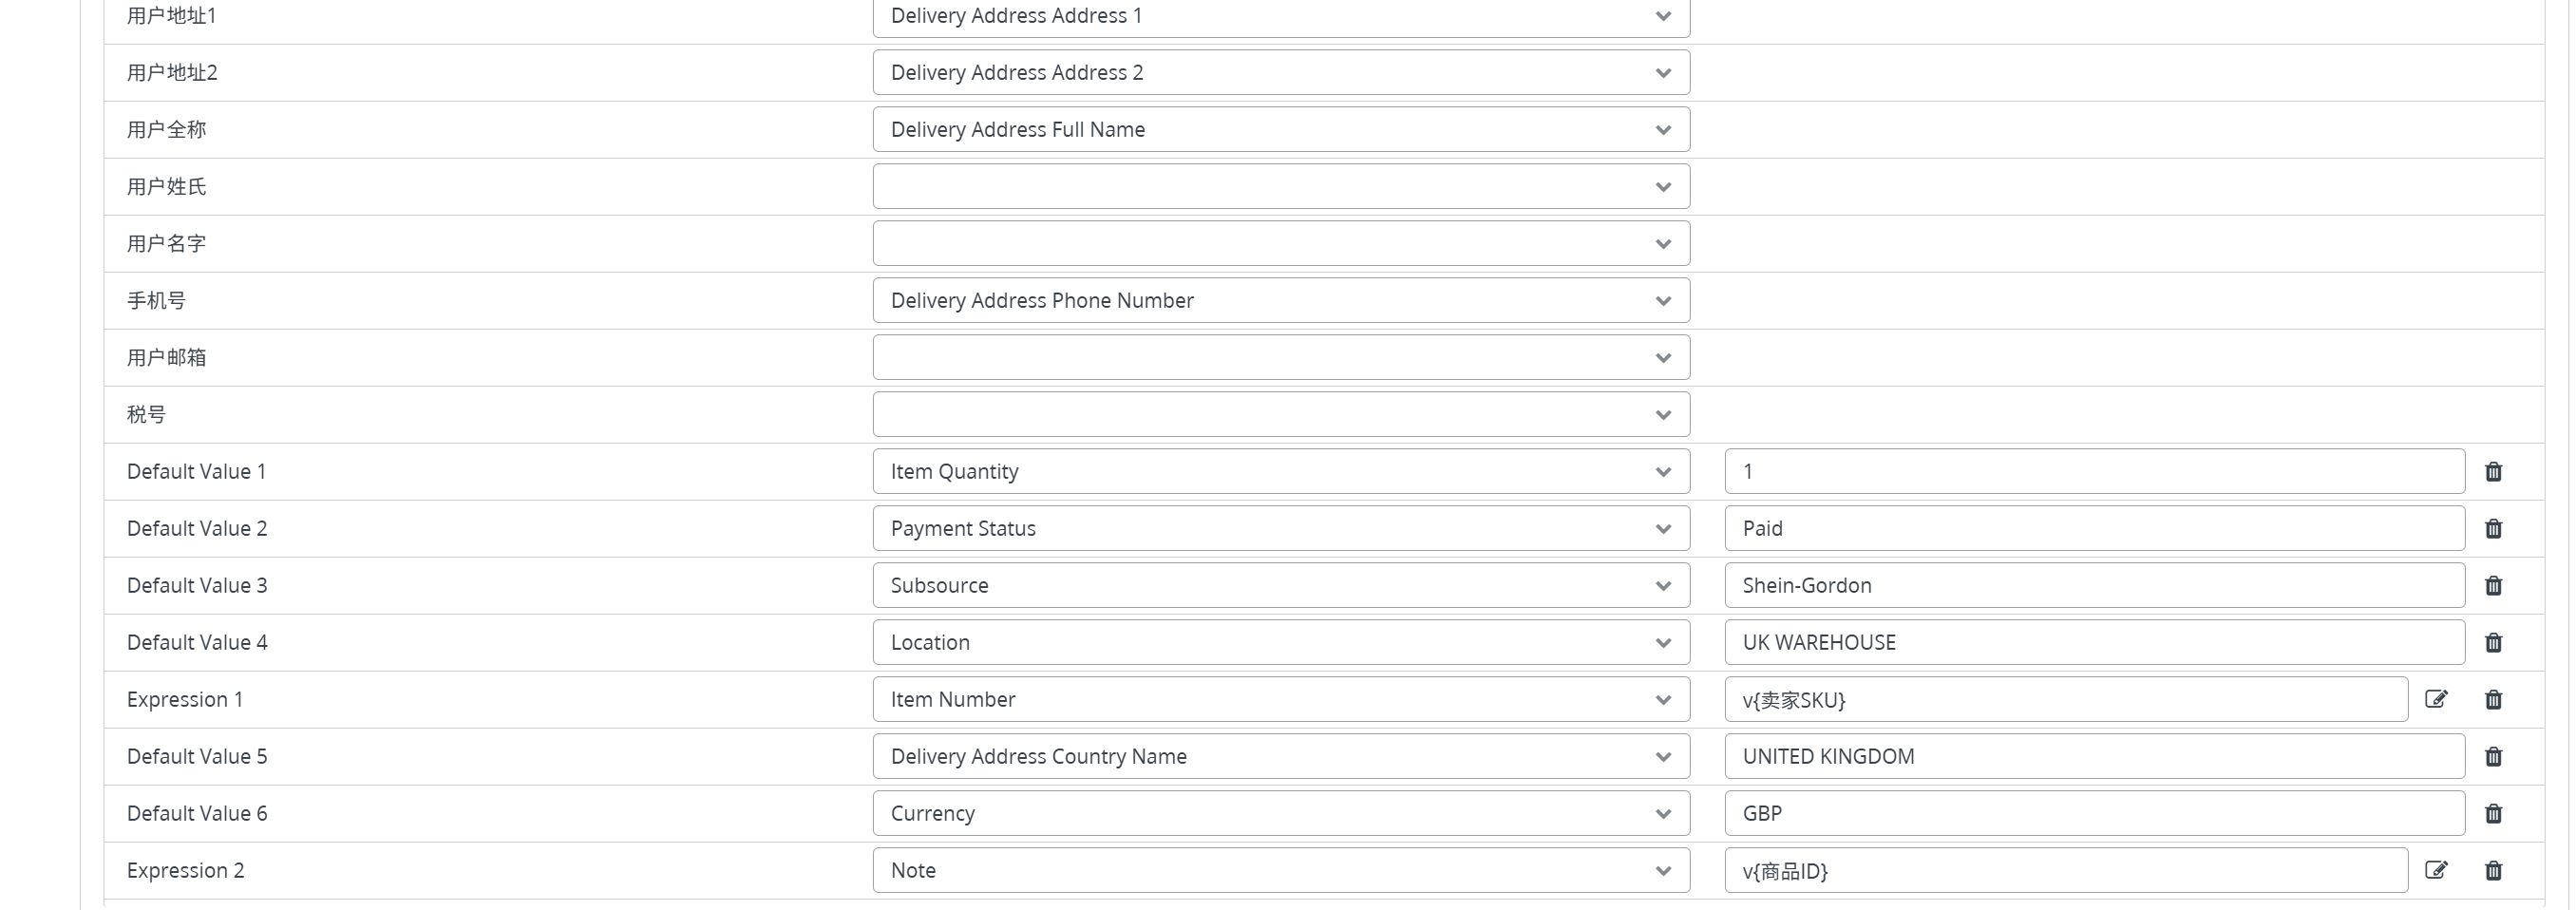 用户地址1 Delivery Address Address 1
用户地址2 Delivery Address Address 2
用户全称 Delivery Address Full Name
用户姓氏
用户名字
手机号 Delivery Address Phone Number
用户邮箱
税号
Default Value 1 Item Quantity 1
Default Value 2 Payment Status Paid
Default Value 3 Subsource Shein-Gordon
Default Value 4 Location UK WAREHOUSE
Expression 1 Item Number v{卖家SKU}
Default Value 5 Delivery Address Country Name UNITED KINGDOM
Default Value 6 Currency GBP
Expression 2 Note v{商品ID}